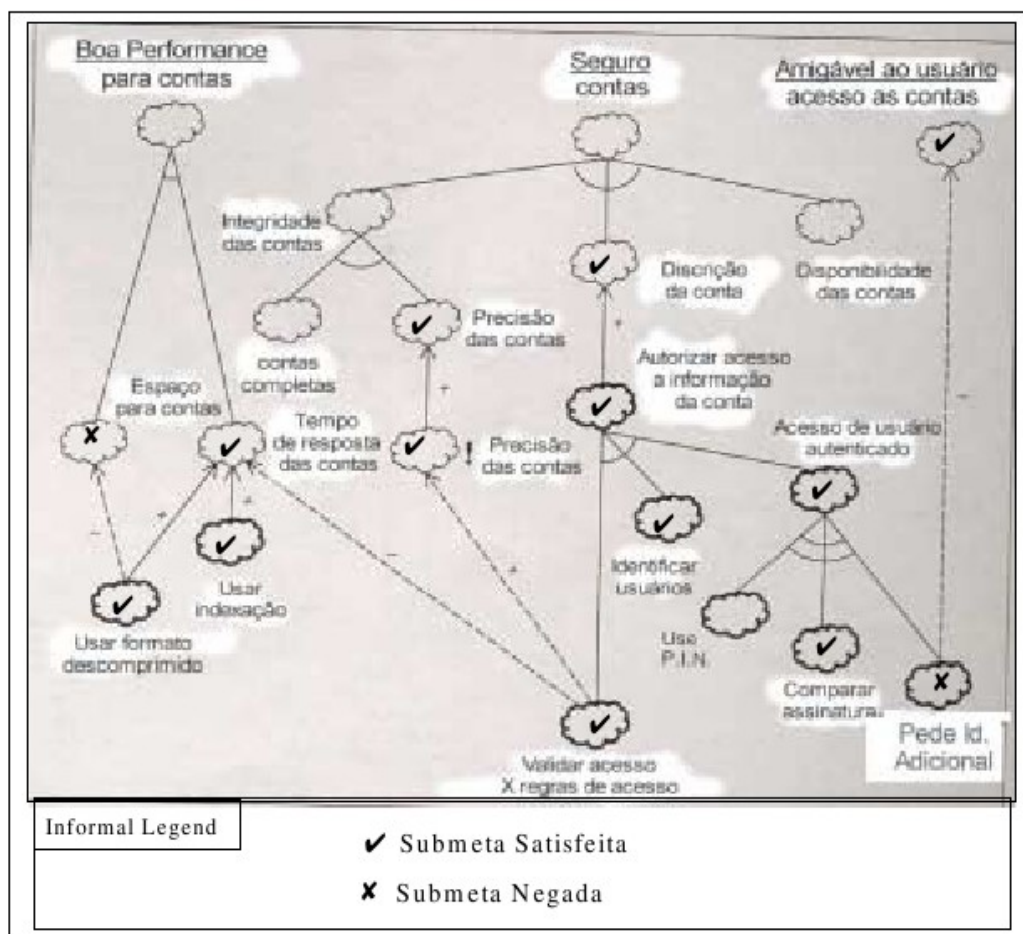 Boa Performance
para contas
Seguro
contas
Amigável ao usuário
acesso as contas
Integridade
das contas
Discrição
da conta
Disponibilidade
das contas
contas
completas
Precisão
das contas
Autorizar acesso
a informação
da conta
Espaço
para contas
Tempo
de resposta
das contas
! Precisão
das contas
Acesso de usuário
autenticado
-
+
+
-
+
+
+
-
Usar
indexação
Identificar
usuários
Usar formato
descomprimido
Use
P.I.N.
Comparar
assinatura
Pede Id.
Adicional
Validar acesso
X regras de acesso
Informal Legend
✔ Submeta Satisfeita
✘ Submeta Negada